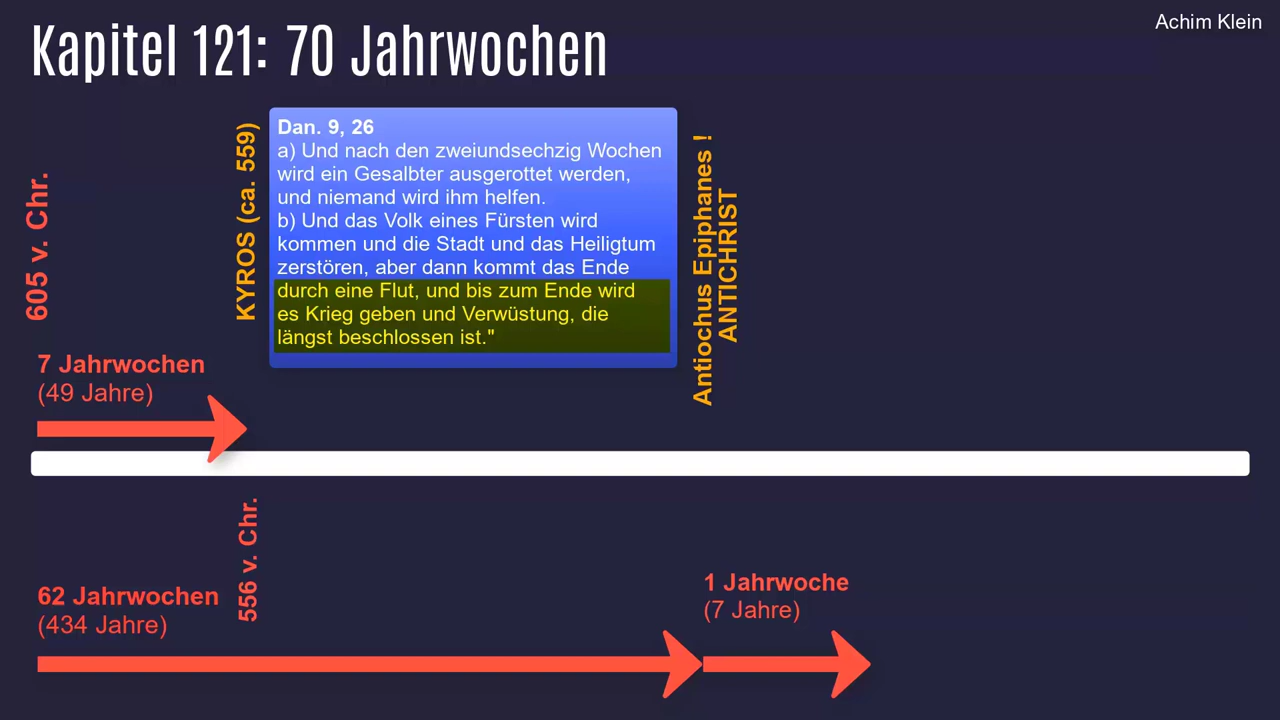 Kapitel 121: 70 Jahrwochen
Achim Klein
605 v. Chr.
KYROS (ca. 559)
Dan. 9, 26
a) Und nach den zweiundsechzig Wochen
wird ein Gesalbter ausgerottet werden,
und niemand wird ihm helfen.
b) Und das Volk eines Fürsten wird
kommen und die Stadt und das Heiligtum
zerstören, aber dann kommt das Ende
durch eine Flut, und bis zum Ende wird
es Krieg geben und Verwüstung, die
längst beschlossen ist."
Antiochus Epiphanes !
ANTICHRIST
7 Jahrwochen
(49 Jahre)
556 v. Chr.
62 Jahrwochen
(434 Jahre)
1 Jahrwoche
(7 Jahre)